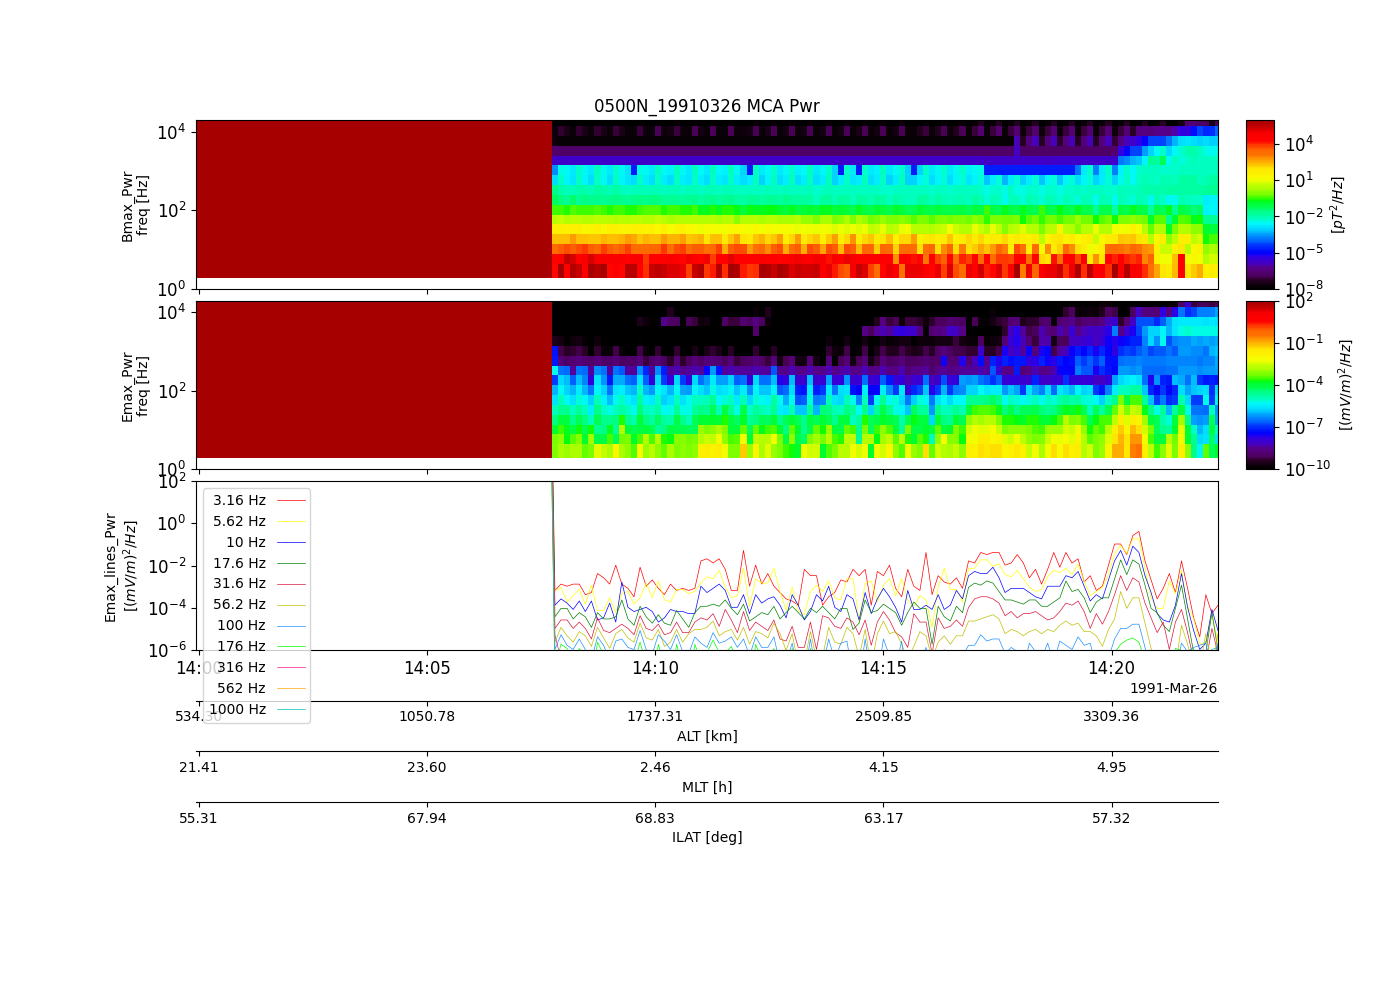 0500N_19910326 MCA Pwr
Bmax_Pwr
freq [Hz]
10^4
10^2
10^0
10^4
10^1
10^-2
10^-5
10^-8
[pT^2/Hz]
Emax_Pwr
freq [Hz]
10^4
10^2
10^0
10^2
10^-1
10^-4
10^-7
10^-10
[(mV/m)^2/Hz]
Emax_lines_Pwr
[(mV/m)^2/Hz]
10^2
10^0
10^-2
10^-4
10^-6
3.16 Hz
5.62 Hz
10 Hz
17.6 Hz
31.6 Hz
56.2 Hz
100 Hz
176 Hz
316 Hz
562 Hz
1000 Hz
14:00 14:05 14:10 14:15 14:20
1991-Mar-26
534.30 1050.78 1737.31 2509.85 3309.36
ALT [km]
21.41 23.60 2.46 4.15 4.95
MLT [h]
55.31 67.94 68.83 63.17 57.32
ILAT [deg]